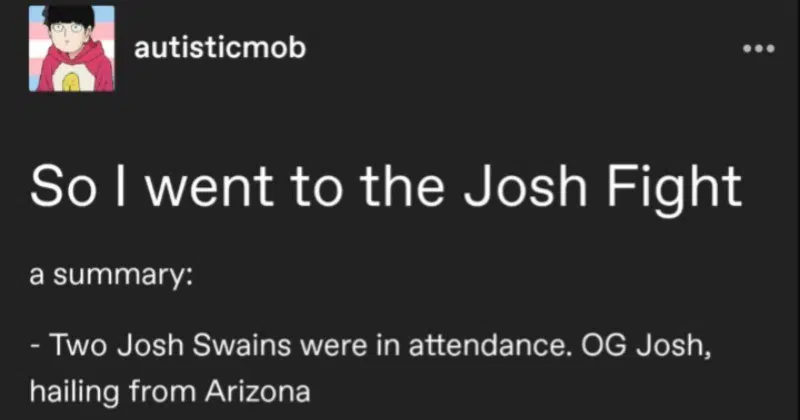 autisticmob
So I went to the Josh Fight
a summary:
- Two Josh Swains were in attendance. OG Josh,
hailing from Arizona